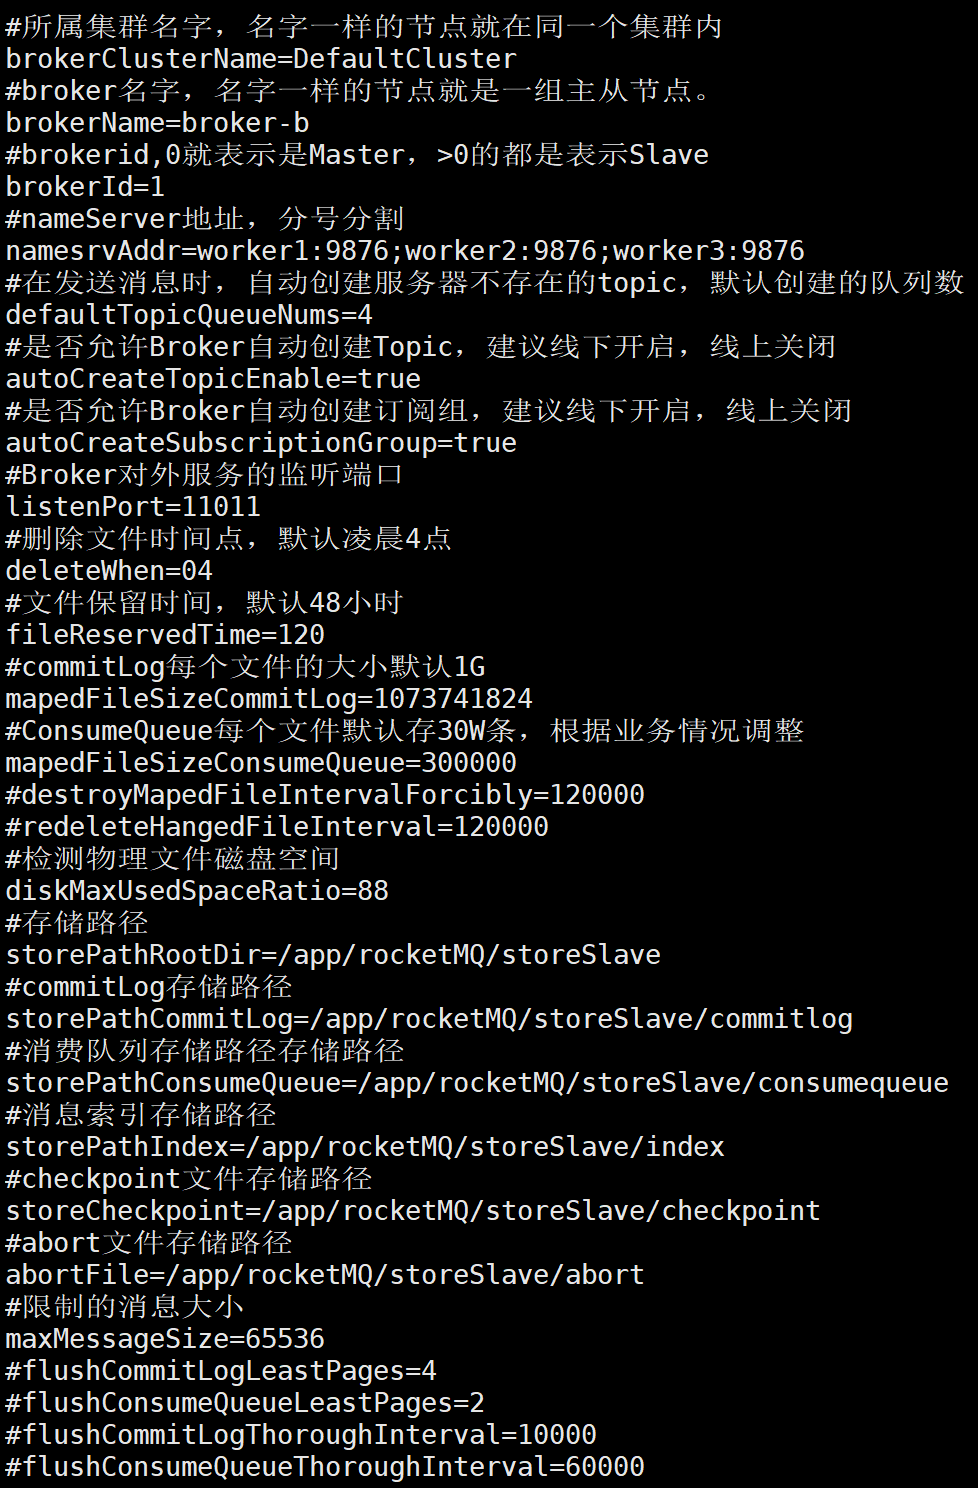 #所属集群名字，名字一样的节点就在同一个集群内
brokerClusterName=DefaultCluster
#broker名字，名字一样的节点就是一组主从节点。
brokerName=broker-b
#brokerid,0就表示是Master，>0的都是表示Slave
brokerId=1
#nameServer地址，分号分割
namesrvAddr=worker1:9876;worker2:9876;worker3:9876
#在发送消息时，自动创建服务器不存在的topic，默认创建的队列数
defaultTopicQueueNums=4
#是否允许Broker自动创建Topic，建议线下开启，线上关闭
autoCreateTopicEnable=true
#是否允许Broker自动创建订阅组，建议线下开启，线上关闭
autoCreateSubscriptionGroup=true
#Broker对外服务的监听端口
listenPort=11011
#删除文件时间点，默认凌晨4点
deleteWhen=04
#文件保留时间，默认48小时
fileReservedTime=120
#commitLog每个文件的大小默认1G
mapedFileSizeCommitLog=1073741824
#ConsumeQueue每个文件默认存30W条，根据业务情况调整
mapedFileSizeConsumeQueue=300000
#destroyMapedFileIntervalForcibly=120000
#redeleteHangedFileInterval=120000
#检测物理文件磁盘空间
diskMaxUsedSpaceRatio=88
#存储路径
storePathRootDir=/app/rocketMQ/storeSlave
#commitLog存储路径
storePathCommitLog=/app/rocketMQ/storeSlave/commitlog
#消费队列存储路径存储路径
storePathConsumeQueue=/app/rocketMQ/storeSlave/consumequeue
#消息索引存储路径
storePathIndex=/app/rocketMQ/storeSlave/index
#checkpoint文件存储路径
storeCheckpoint=/app/rocketMQ/storeSlave/checkpoint
#abort文件存储路径
abortFile=/app/rocketMQ/storeSlave/abort
#限制的消息大小
maxMessageSize=65536
#flushCommitLogLeastPages=4
#flushConsumeQueueLeastPages=2
#flushCommitLogThoroughInterval=10000
#flushConsumeQueueThoroughInterval=60000